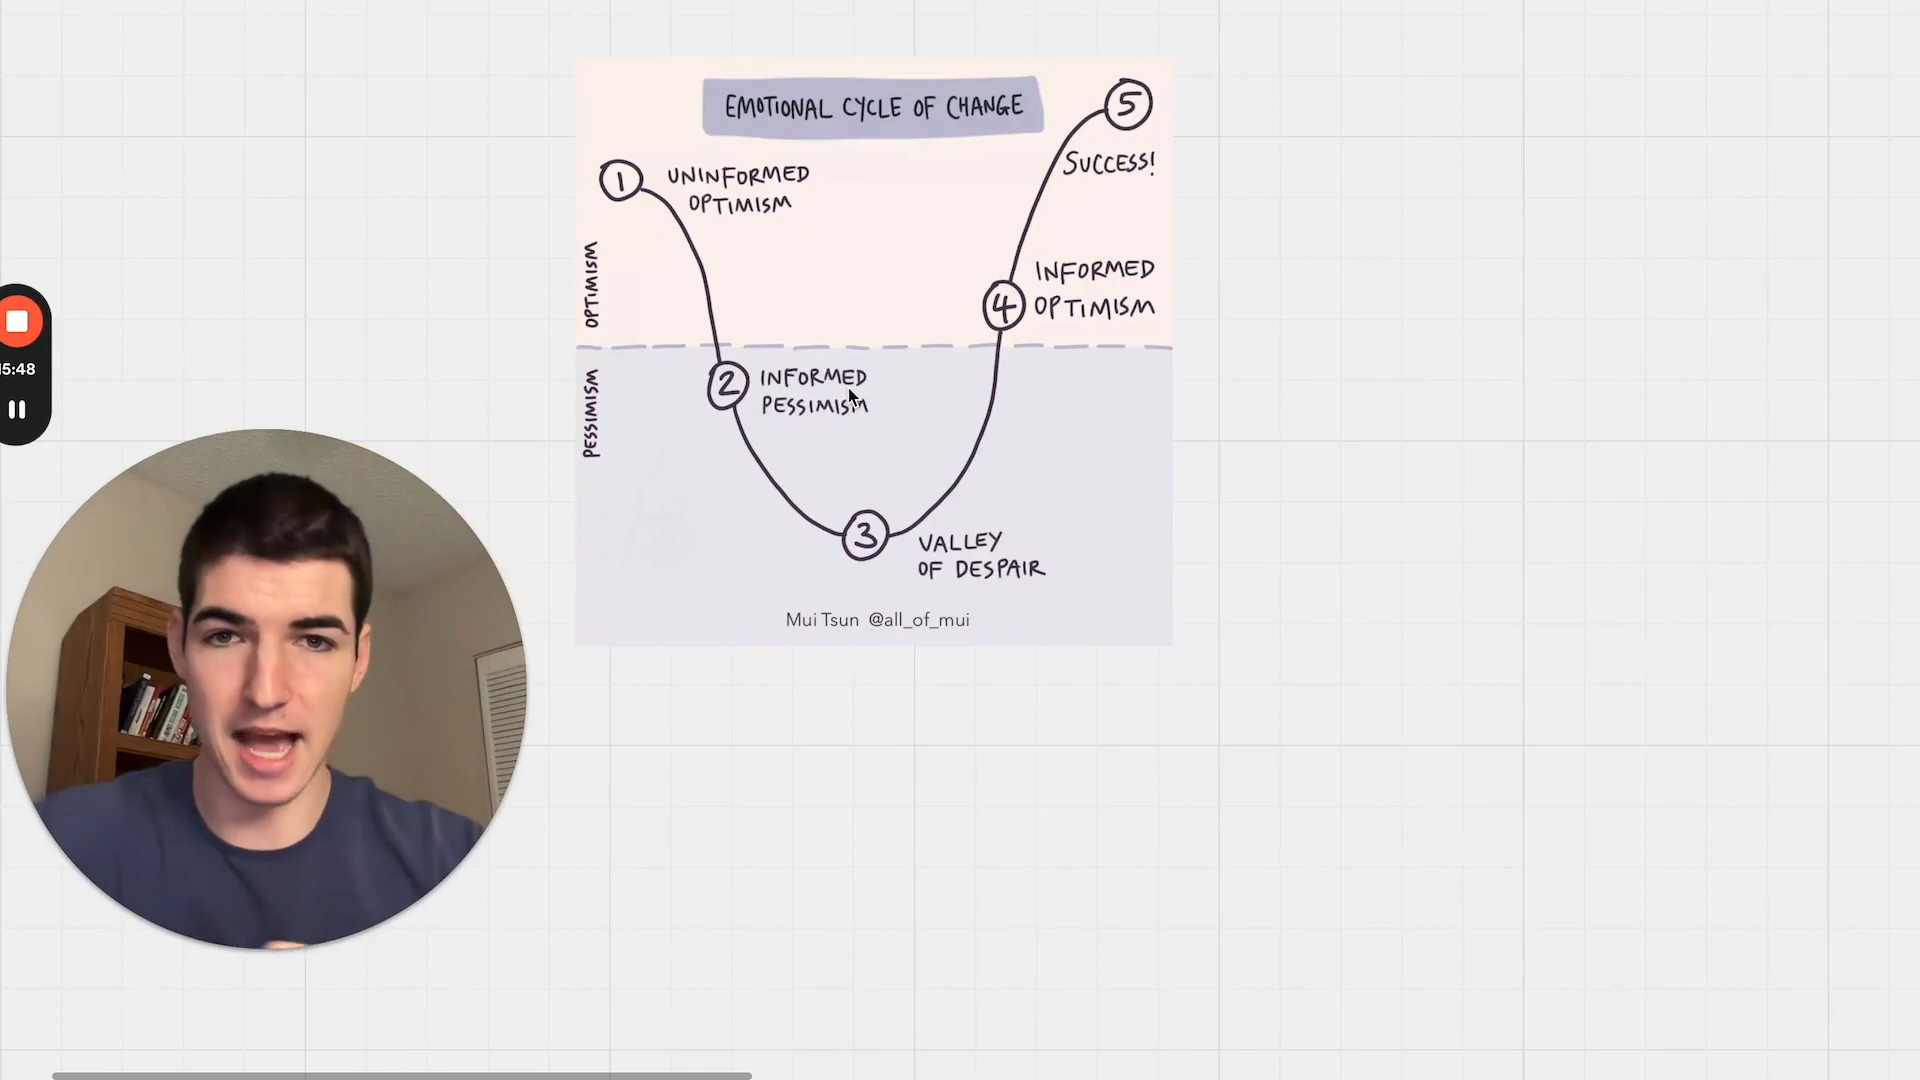 EMOTIONAL CYCLE OF CHANGE
5
SUCCESS!
1
UNINFORMED
OPTIMISM
OPTIMISM
INFORMED
4
OPTIMISM
PESSIMISM
2
INFORMED
PESSIMISM
3
VALLEY
OF DESPAIR
Mui Tsun @all_of_mui
15:48